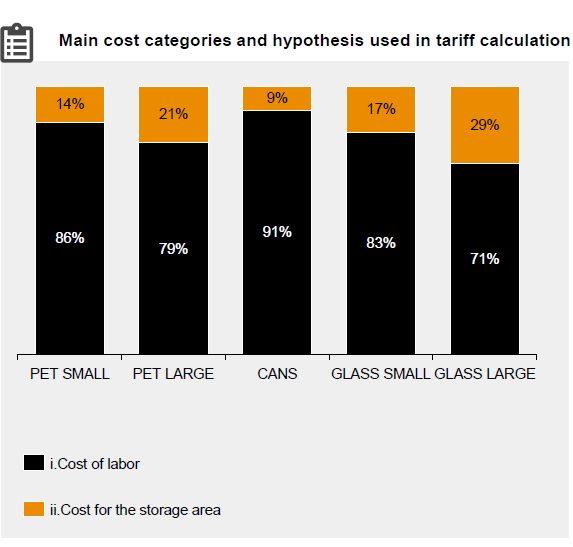 Main cost categories and hypothesis used in tariff calculation
14% 21% 9% 17% 29%
86% 79% 91% 83% 71%
PET SMALL PET LARGE CANS GLASS SMALL GLASS LARGE
i.Cost of labor
ii.Cost for the storage area